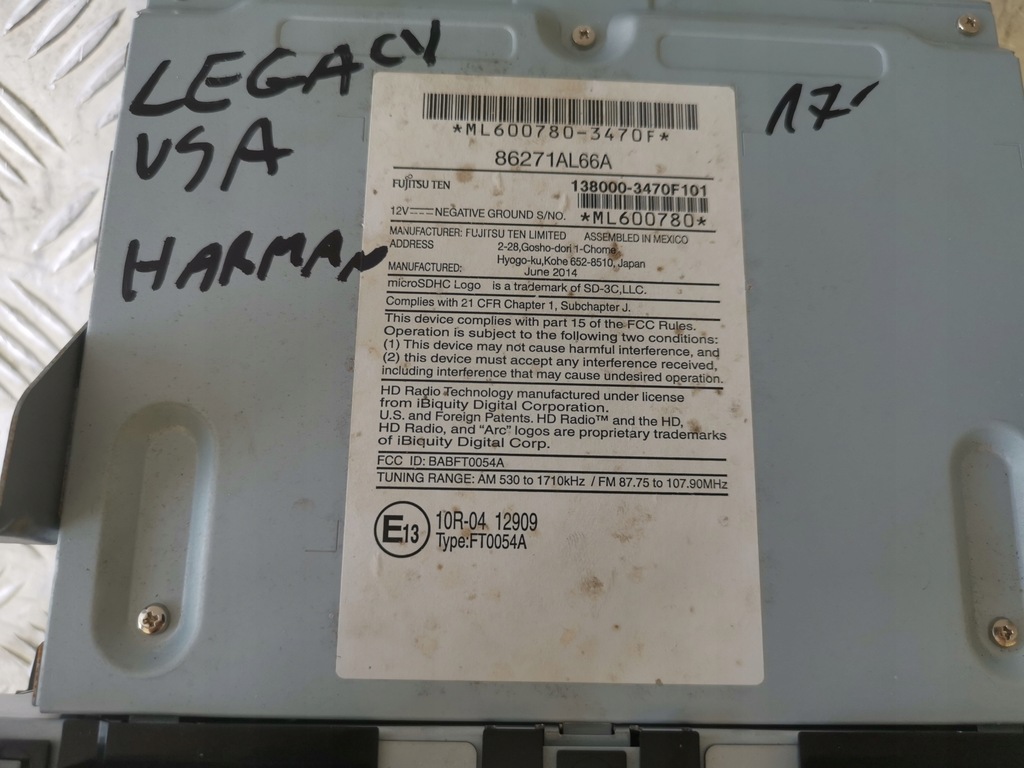 LEGACY
USA
HARMAN
17'
*ML600780-3470F*
86271AL66A
FUJITSU TEN 138000-3470F101
12V NEGATIVE GROUND S/NO. *ML600780*
MANUFACTURER: FUJITSU TEN LIMITED ASSEMBLED IN MEXICO
ADDRESS 2-28,Gosho-dori 1-Chome
Hyogo-ku,Kobe 652-8510, Japan
MANUFACTURED: June 2014
microSDHC Logo is a trademark of SD-3C,LLC.
Complies with 21 CFR Chapter 1, Subchapter J.
This device complies with part 15 of the FCC Rules.
Operation is subject to the following two conditions:
(1) This device may not cause harmful interference, and
(2) this device must accept any interference received,
including interference that may cause undesired operation.
HD Radio Technology manufactured under license
from iBiquity Digital Corporation.
U.S. and Foreign Patents. HD Radio™ and the HD,
HD Radio, and “Arc” logos are proprietary trademarks
of iBiquity Digital Corp.
FCC ID: BABFT0054A
TUNING RANGE: AM 530 to 1710kHz / FM 87.75 to 107.90MHz
E13 10R-04 12909
Type:FT0054A